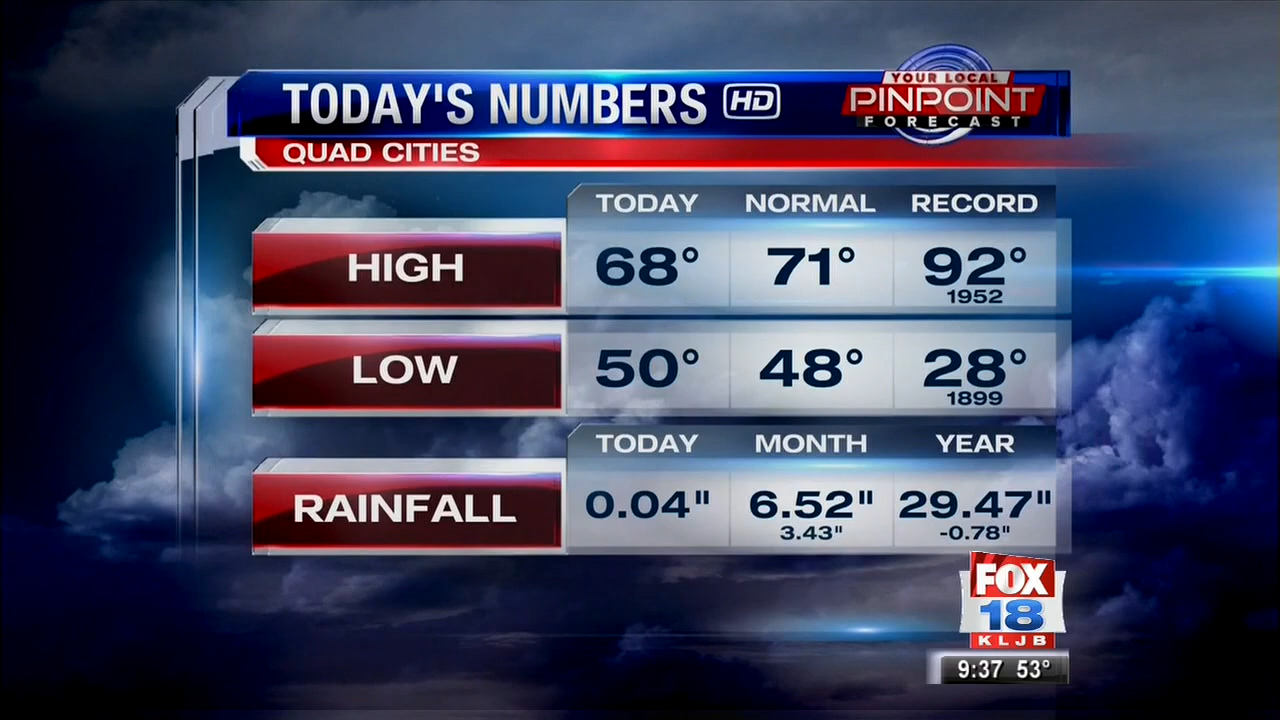 TODAY'S NUMBERS HD
YOUR LOCAL
PINPOINT
FORECAST
QUAD CITIES
TODAY NORMAL RECORD
HIGH 68° 71° 92°
1952
LOW 50° 48° 28°
1899
TODAY MONTH YEAR
RAINFALL 0.04" 6.52" 29.47"
3.43" -0.78"
FOX
18
KLJB
9:37 53°